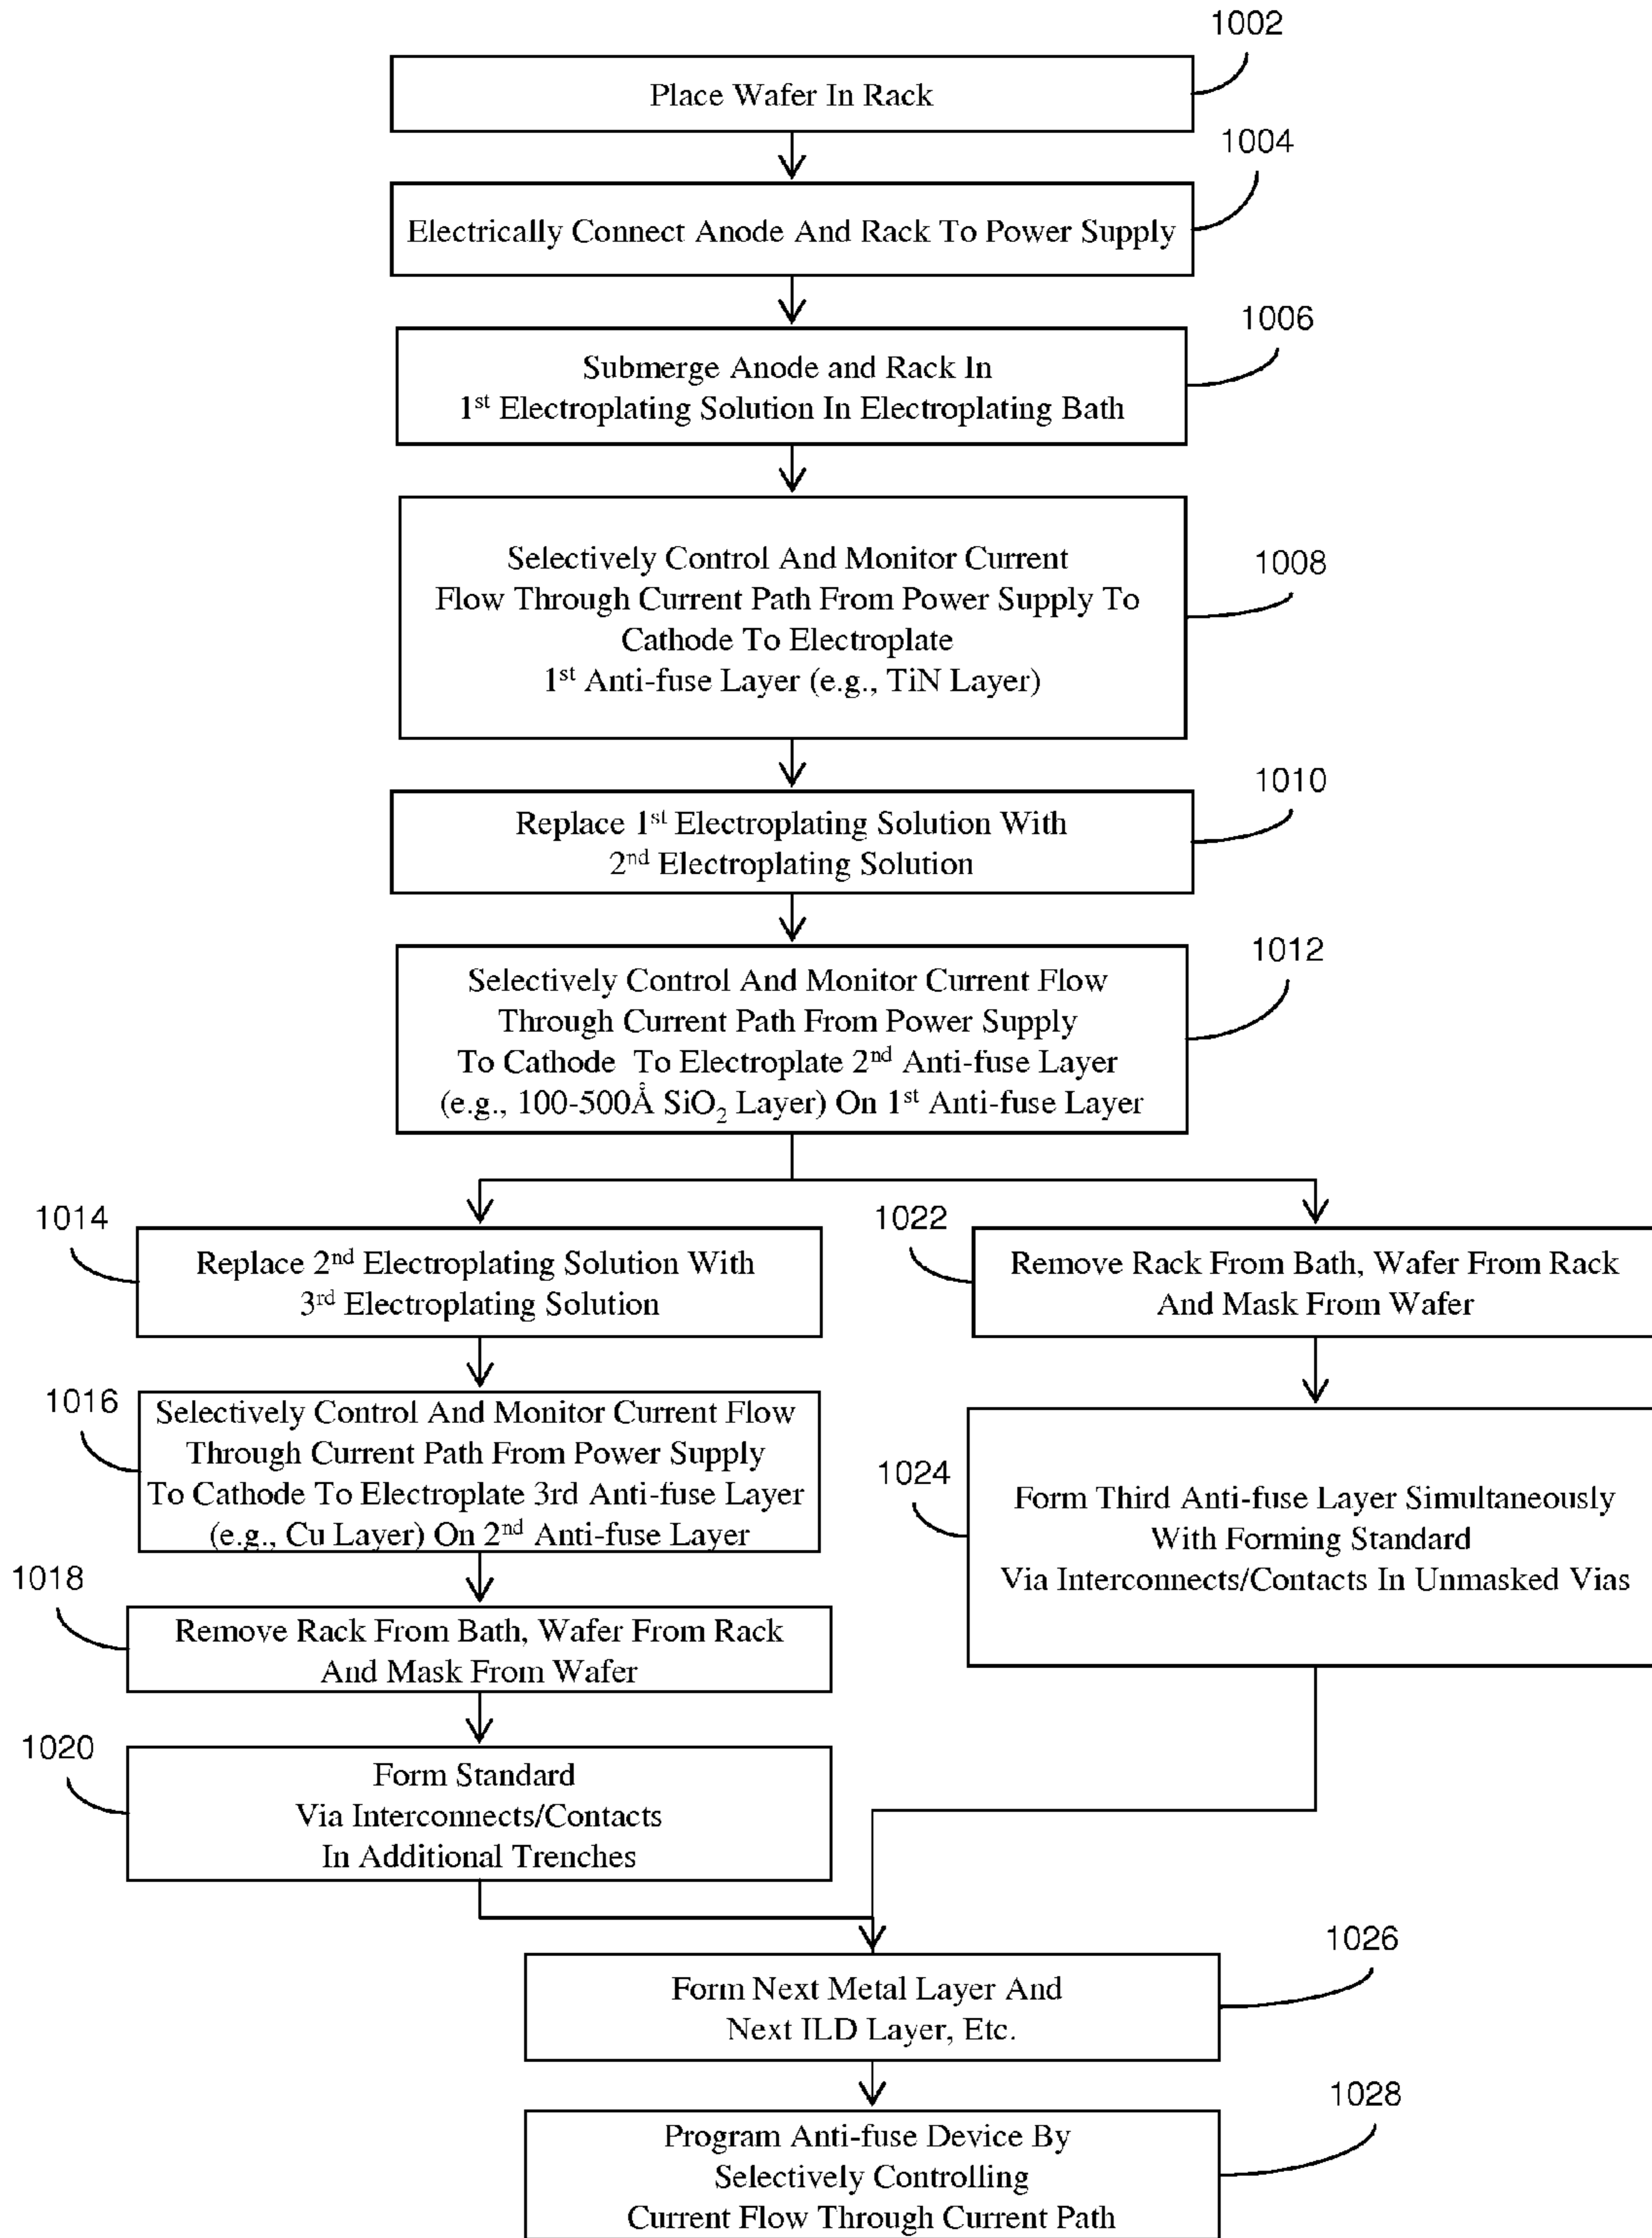 1002
Place Wafer In Rack
1004
Electrically Connect Anode And Rack To Power Supply
1006
Submerge Anode and Rack In
1st Electroplating Solution In Electroplating Bath
1008
Selectively Control And Monitor Current
Flow Through Current Path From Power Supply To
Cathode To Electroplate
1st Anti-fuse Layer (e.g., TiN Layer)
1010
Replace 1st Electroplating Solution With
2nd Electroplating Solution
1012
Selectively Control And Monitor Current Flow
Through Current Path From Power Supply
To Cathode To Electroplate 2nd Anti-fuse Layer
(e.g., 100-500Å SiO2 Layer) On 1st Anti-fuse Layer
1014
Replace 2nd Electroplating Solution With
3rd Electroplating Solution
1016
Selectively Control And Monitor Current Flow
Through Current Path From Power Supply
To Cathode To Electroplate 3rd Anti-fuse Layer
(e.g., Cu Layer) On 2nd Anti-fuse Layer
1018
Remove Rack From Bath, Wafer From Rack
And Mask From Wafer
1020
Form Standard
Via Interconnects/Contacts
In Additional Trenches
1022
Remove Rack From Bath, Wafer From Rack
And Mask From Wafer
1024
Form Third Anti-fuse Layer Simultaneously
With Forming Standard
Via Interconnects/Contacts In Unmasked Vias
1026
Form Next Metal Layer And
Next ILD Layer, Etc.
1028
Program Anti-fuse Device By
Selectively Controlling
Current Flow Through Current Path